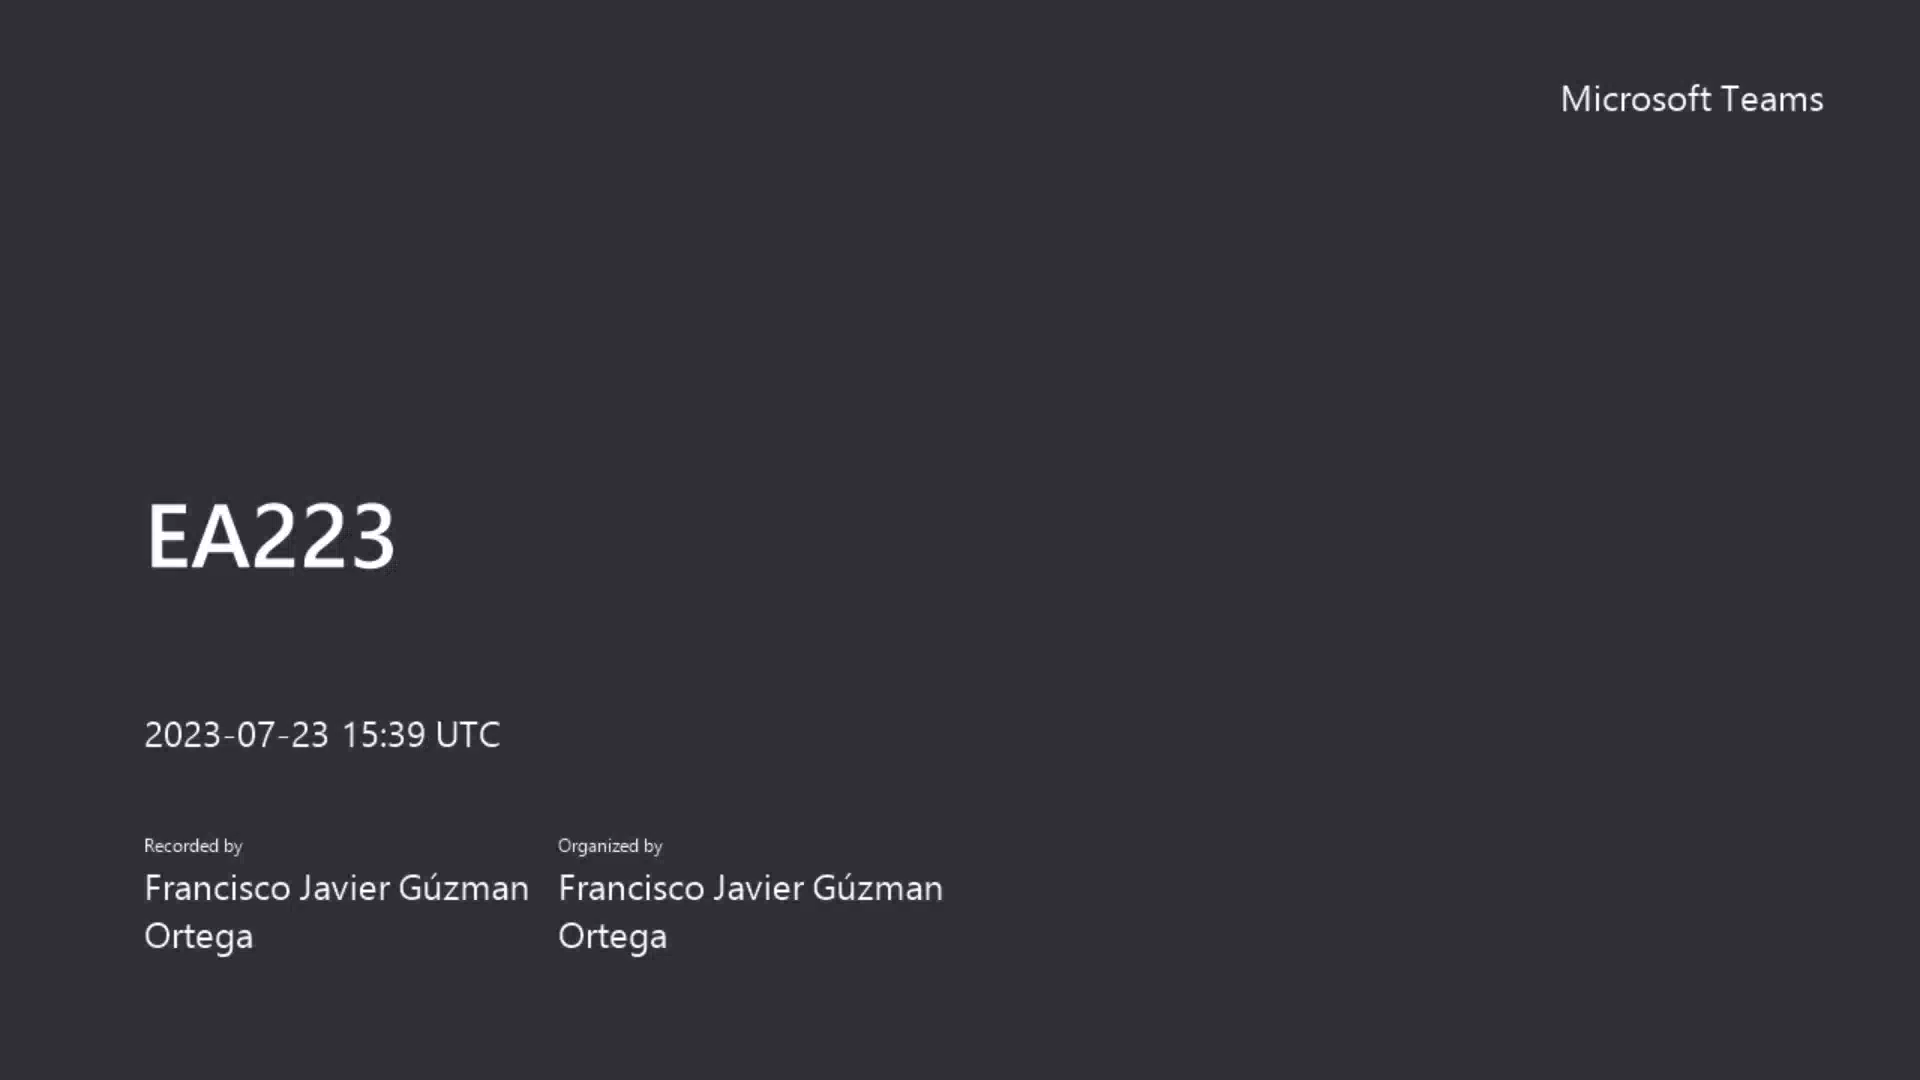 Microsoft Teams
EA223
2023-07-23 15:39 UTC
Recorded by
Francisco Javier Gúzman
Ortega
Organized by
Francisco Javier Gúzman
Ortega